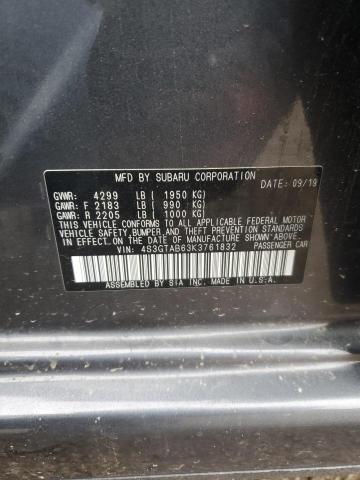 MFD BY SUBARU CORPORATION
DATE: 09/19
GVWR: 4299 LB (1950 KG)
GAWR: F 2183 LB ( 990 KG)
GAWR: R 2205 LB ( 1000 KG)
THIS VEHICLE CONFORMS TO ALL APPLICABLE FEDERAL MOTOR
VEHICLE SAFETY, BUMPER, AND THEFT PREVENTION STANDARDS
IN EFFECT ON THE DATE OF MANUFACTURE SHOWN ABOVE.
VIN: 4S3GTAB63K3761832 PASSENGER CAR
ASSEMBLED BY SIA INC. MADE IN U.S.A.